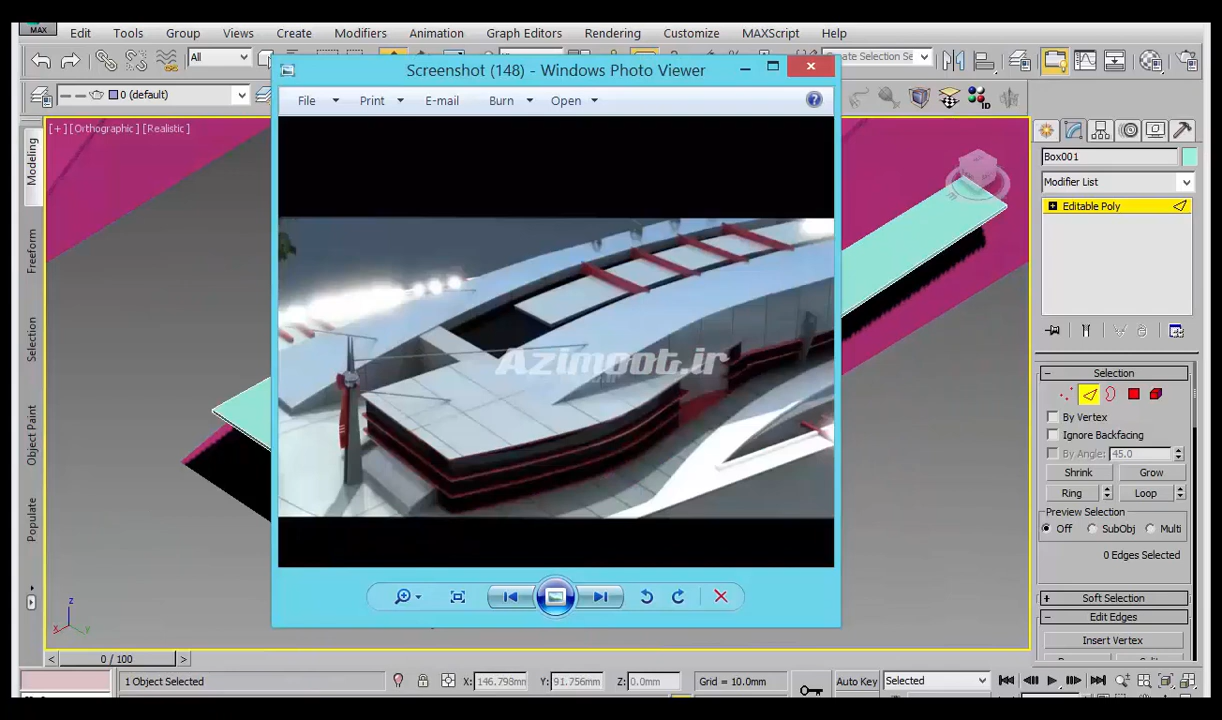 MAX
Edit Tools Group Views Create Modifiers Animation Graph Editors Rendering Customize MAXScript Help
All
Create Selection Se
0 (default)
Screenshot (148) - Windows Photo Viewer
File Print E-mail Burn Open
[+] [Orthographic] [Realistic]
Modeling
Freeform
Selection
Object Paint
Populate
Azimoot.ir
Box001
Modifier List
Editable Poly
Selection
By Vertex
Ignore Backfacing
By Angle: 45.0
Shrink Grow
Ring Loop
Preview Selection
Off SubObj Multi
0 Edges Selected
Soft Selection
Edit Edges
Insert Vertex
z
x y
< 0 / 100 >
1 Object Selected
X: 146.798mm Y: 91.756mm Z: 0.0mm Grid = 10.0mm
Auto Key Selected